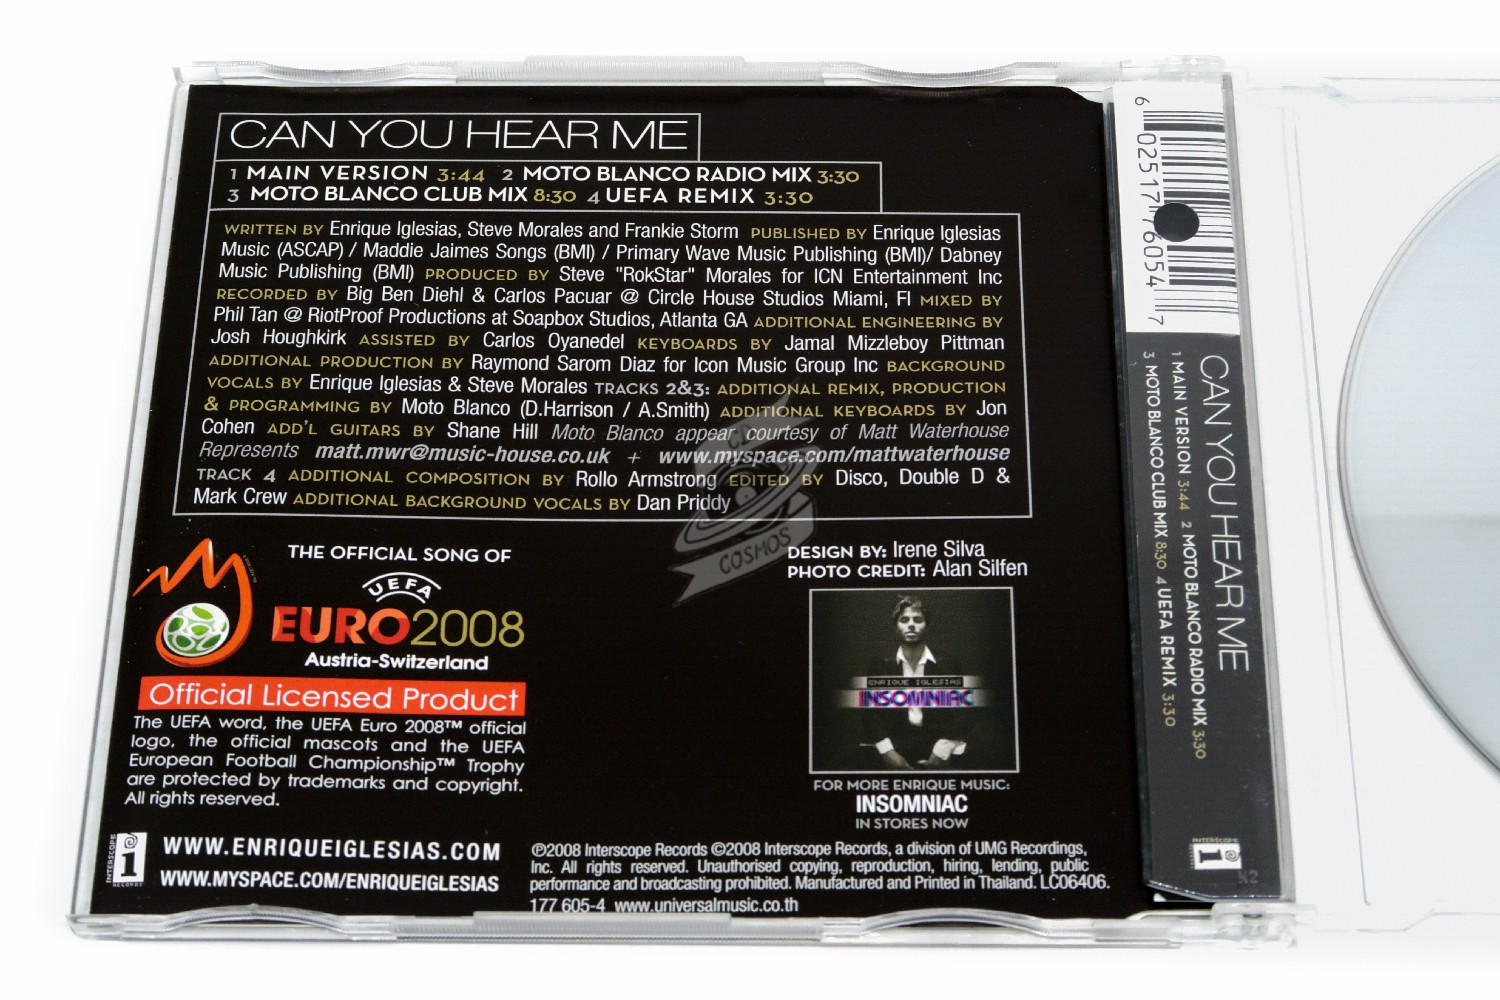 CAN YOU HEAR ME
1 MAIN VERSION 3:44 2 MOTO BLANCO RADIO MIX 3:30
3 MOTO BLANCO CLUB MIX 8:30 4 UEFA REMIX 3:30
WRITTEN BY Enrique Iglesias, Steve Morales and Frankie Storm PUBLISHED BY Enrique Iglesias
Music (ASCAP) / Maddie Jaimes Songs (BMI) / Primary Wave Music Publishing (BMI)/ Dabney
Music Publishing (BMI) PRODUCED BY Steve "RokStar" Morales for ICN Entertainment Inc
RECORDED BY Big Ben Diehl & Carlos Pacuar @ Circle House Studios Miami, Fl MIXED BY
Phil Tan @ RiotProof Productions at Soapbox Studios, Atlanta GA ADDITIONAL ENGINEERING BY
Josh Houghkirk ASSISTED BY Carlos Oyanedel KEYBOARDS BY Jamal Mizzleboy Pittman
ADDITIONAL PRODUCTION BY Raymond Sarom Diaz for Icon Music Group Inc BACKGROUND
VOCALS BY Enrique Iglesias & Steve Morales TRACKS 2&3: ADDITIONAL REMIX, PRODUCTION
& PROGRAMMING BY Moto Blanco (D.Harrison / A.Smith) ADDITIONAL KEYBOARDS BY Jon
Cohen ADD'L GUITARS BY Shane Hill Moto Blanco appear courtesy of Matt Waterhouse
Represents matt.mwr@music-house.co.uk + www.myspace.com/mattwaterhouse
TRACK 4 ADDITIONAL COMPOSITION BY Rollo Armstrong EDITED BY Disco, Double D &
Mark Crew ADDITIONAL BACKGROUND VOCALS BY Dan Priddy
COSMOS
THE OFFICIAL SONG OF
UEFA
EURO2008
Austria-Switzerland
Official Licensed Product
The UEFA word, the UEFA Euro 2008™ official
logo, the official mascots and the UEFA
European Football Championship™ Trophy
are protected by trademarks and copyright.
All rights reserved.
DESIGN BY: Irene Silva
PHOTO CREDIT: Alan Silfen
ENRIQUE IGLESIAS
INSOMNIAC
FOR MORE ENRIQUE MUSIC:
INSOMNIAC
IN STORES NOW
INTERSCOPE
i
RECORDS
WWW.ENRIQUEIGLESIAS.COM
WWW.MYSPACE.COM/ENRIQUEIGLESIAS
℗2008 Interscope Records ©2008 Interscope Records, a division of UMG Recordings,
Inc. All rights reserved. Unauthorised copying, reproduction, hiring, lending, public
performance and broadcasting prohibited. Manufactured and Printed in Thailand. LC06406.
177 605-4 www.universalmusic.co.th
6 02517 76054 7
CAN YOU HEAR ME
1 MAIN VERSION 3:44 2 MOTO BLANCO RADIO MIX 3:30
3 MOTO BLANCO CLUB MIX 8:30 4 UEFA REMIX 3:30
INTERSCOPE
i
RECORDS